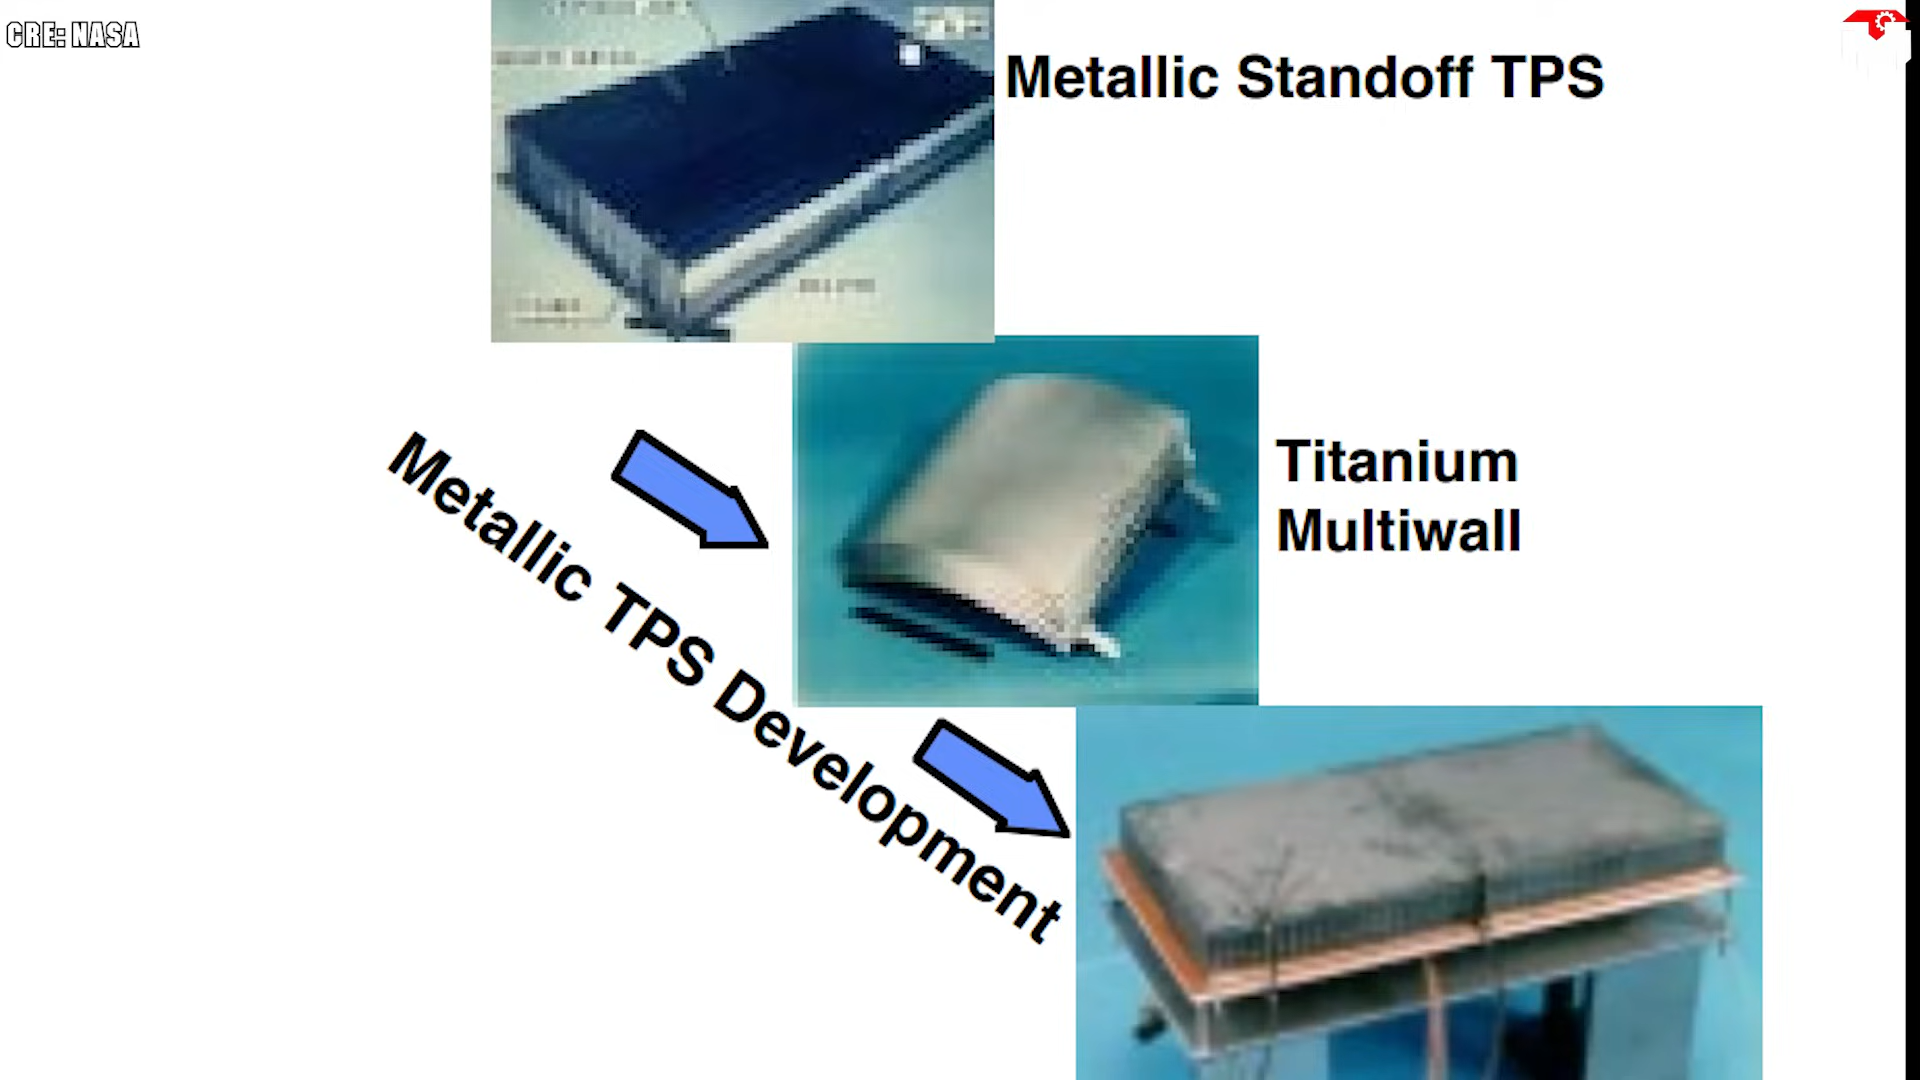 CRE: NASA
Metallic Standoff TPS
Titanium
Multiwall
Metallic TPS Development